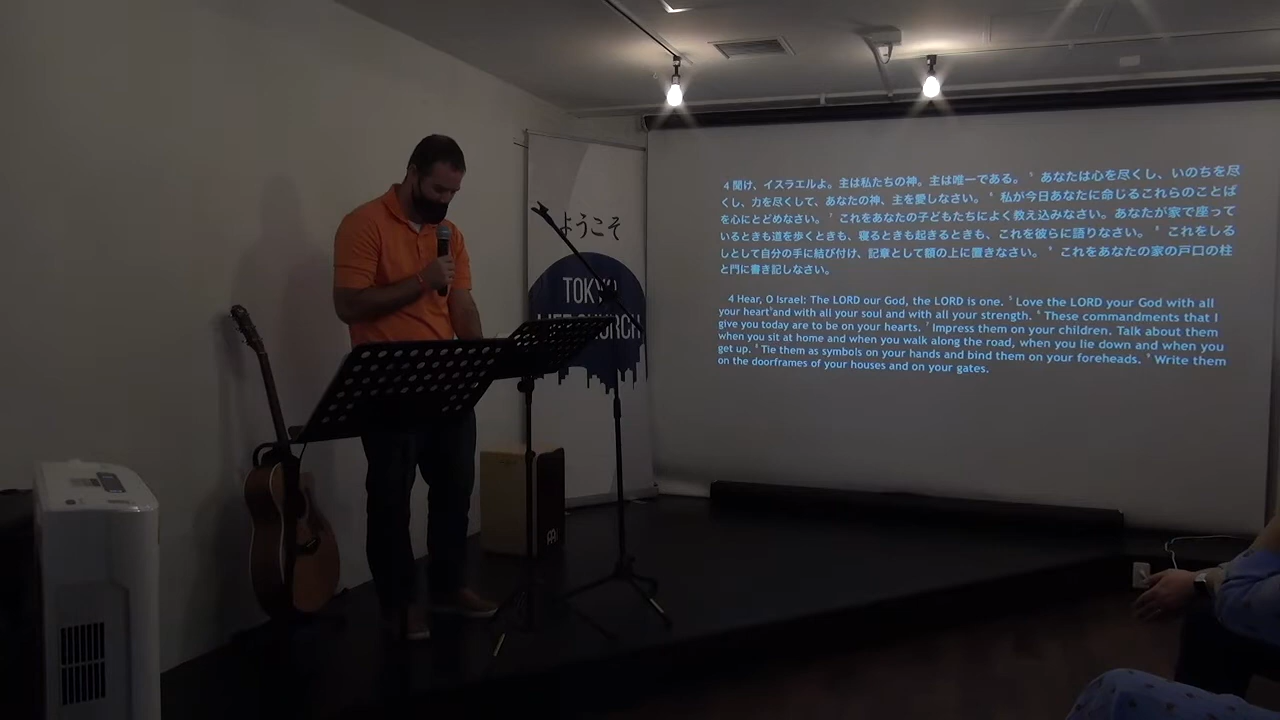 ようこそ
TOKYO
LIFE CHURCH
4 聞け、イスラエルよ。主は私たちの神。主は唯一である。 5 あなたは心を尽くし、いのちを尽
くし、力を尽くして、あなたの神、主を愛しなさい。 6 私が今日あなたに命じるこれらのことば
を心にとどめなさい。 7 これをあなたの子どもたちによく教え込みなさい。あなたが家で座って
いるときも道を歩くときも、寝るときも起きるときも、これを彼らに語りなさい。 8 これをしる
しとして自分の手に結び付け、記章として額の上に置きなさい。 9 これをあなたの家の戸口の柱
と門に書き記しなさい。
4 Hear, O Israel: The LORD our God, the LORD is one. 5 Love the LORD your God with all
your heart and with all your soul and with all your strength. 6 These commandments that I
give you today are to be on your hearts. 7 Impress them on your children. Talk about them
when you sit at home and when you walk along the road, when you lie down and when you
get up. 8 Tie them as symbols on your hands and bind them on your foreheads. 9 Write them
on the doorframes of your houses and on your gates.